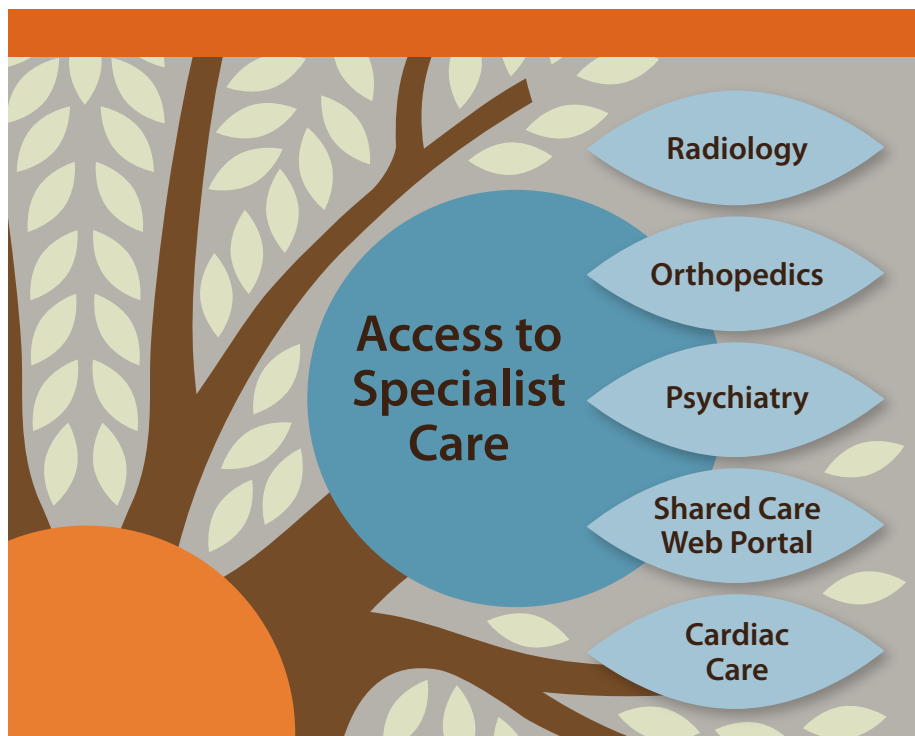 Access to
Specialist
Care
Radiology
Orthopedics
Psychiatry
Shared Care
Web Portal
Cardiac
Care